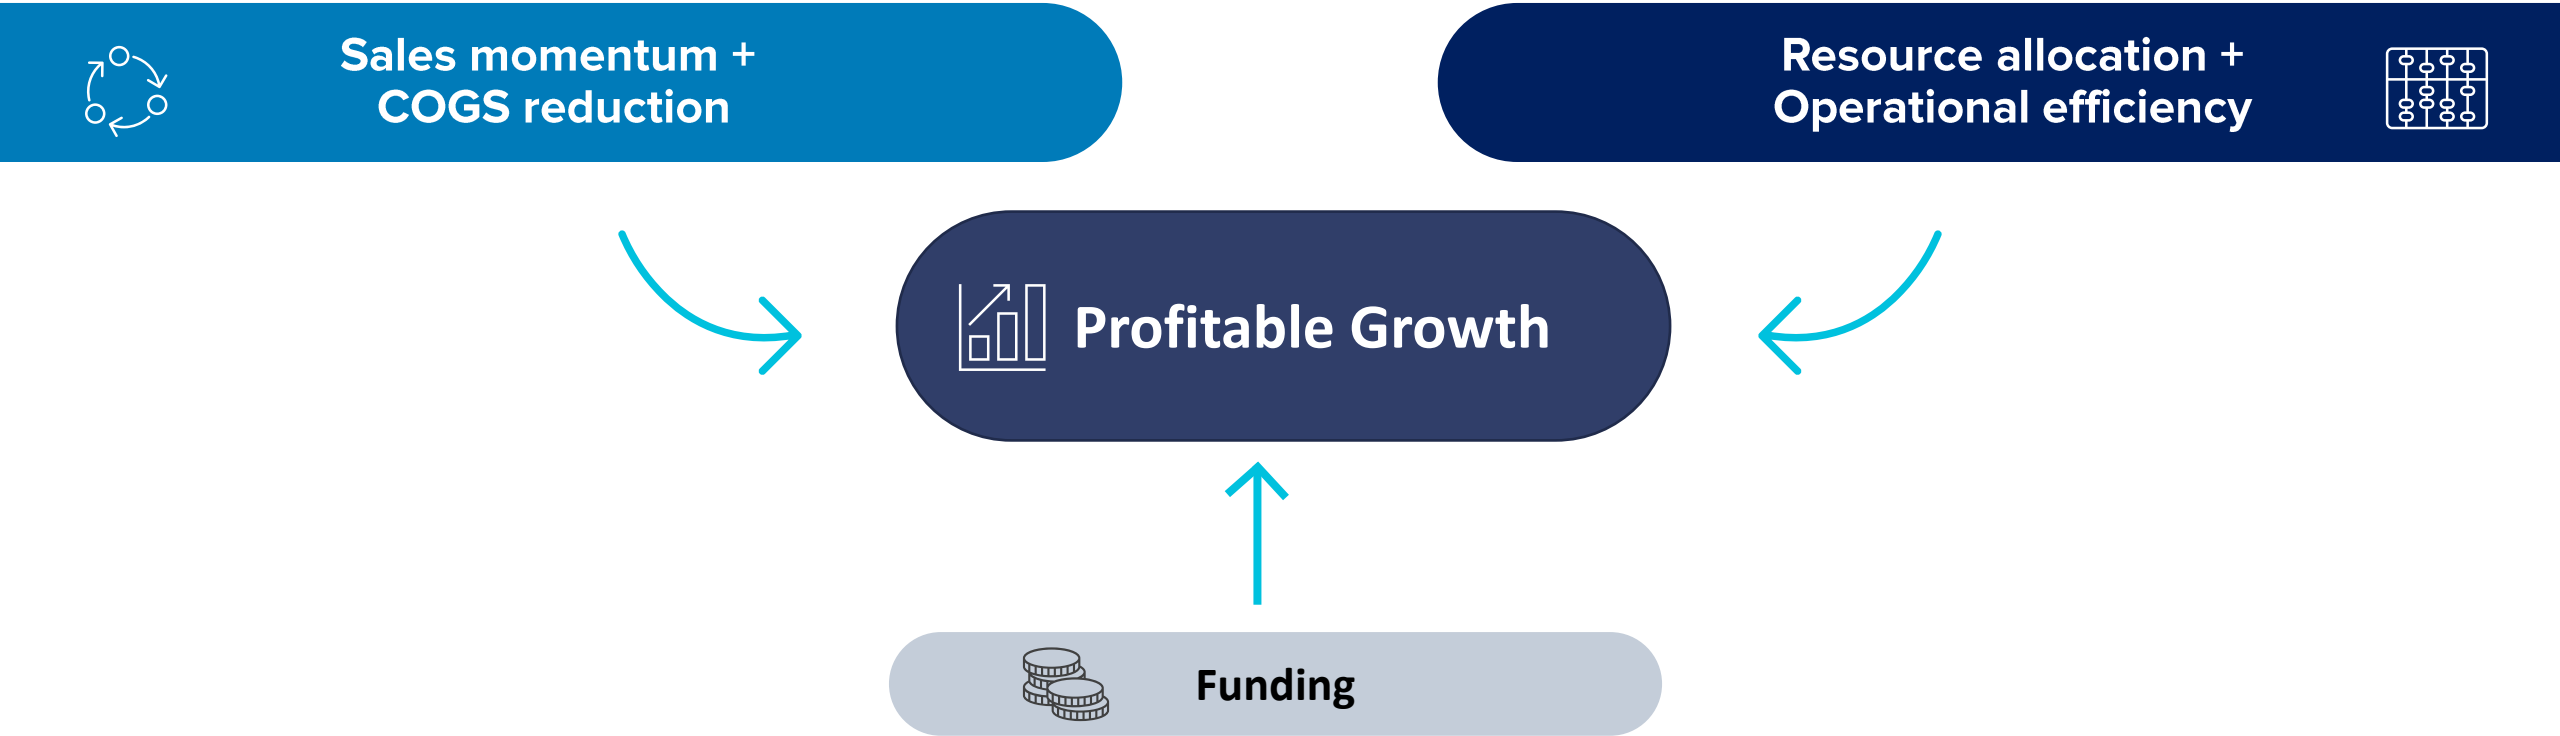 Sales momentum +
COGS reduction
Resource allocation +
Operational efficiency
Profitable Growth
Funding